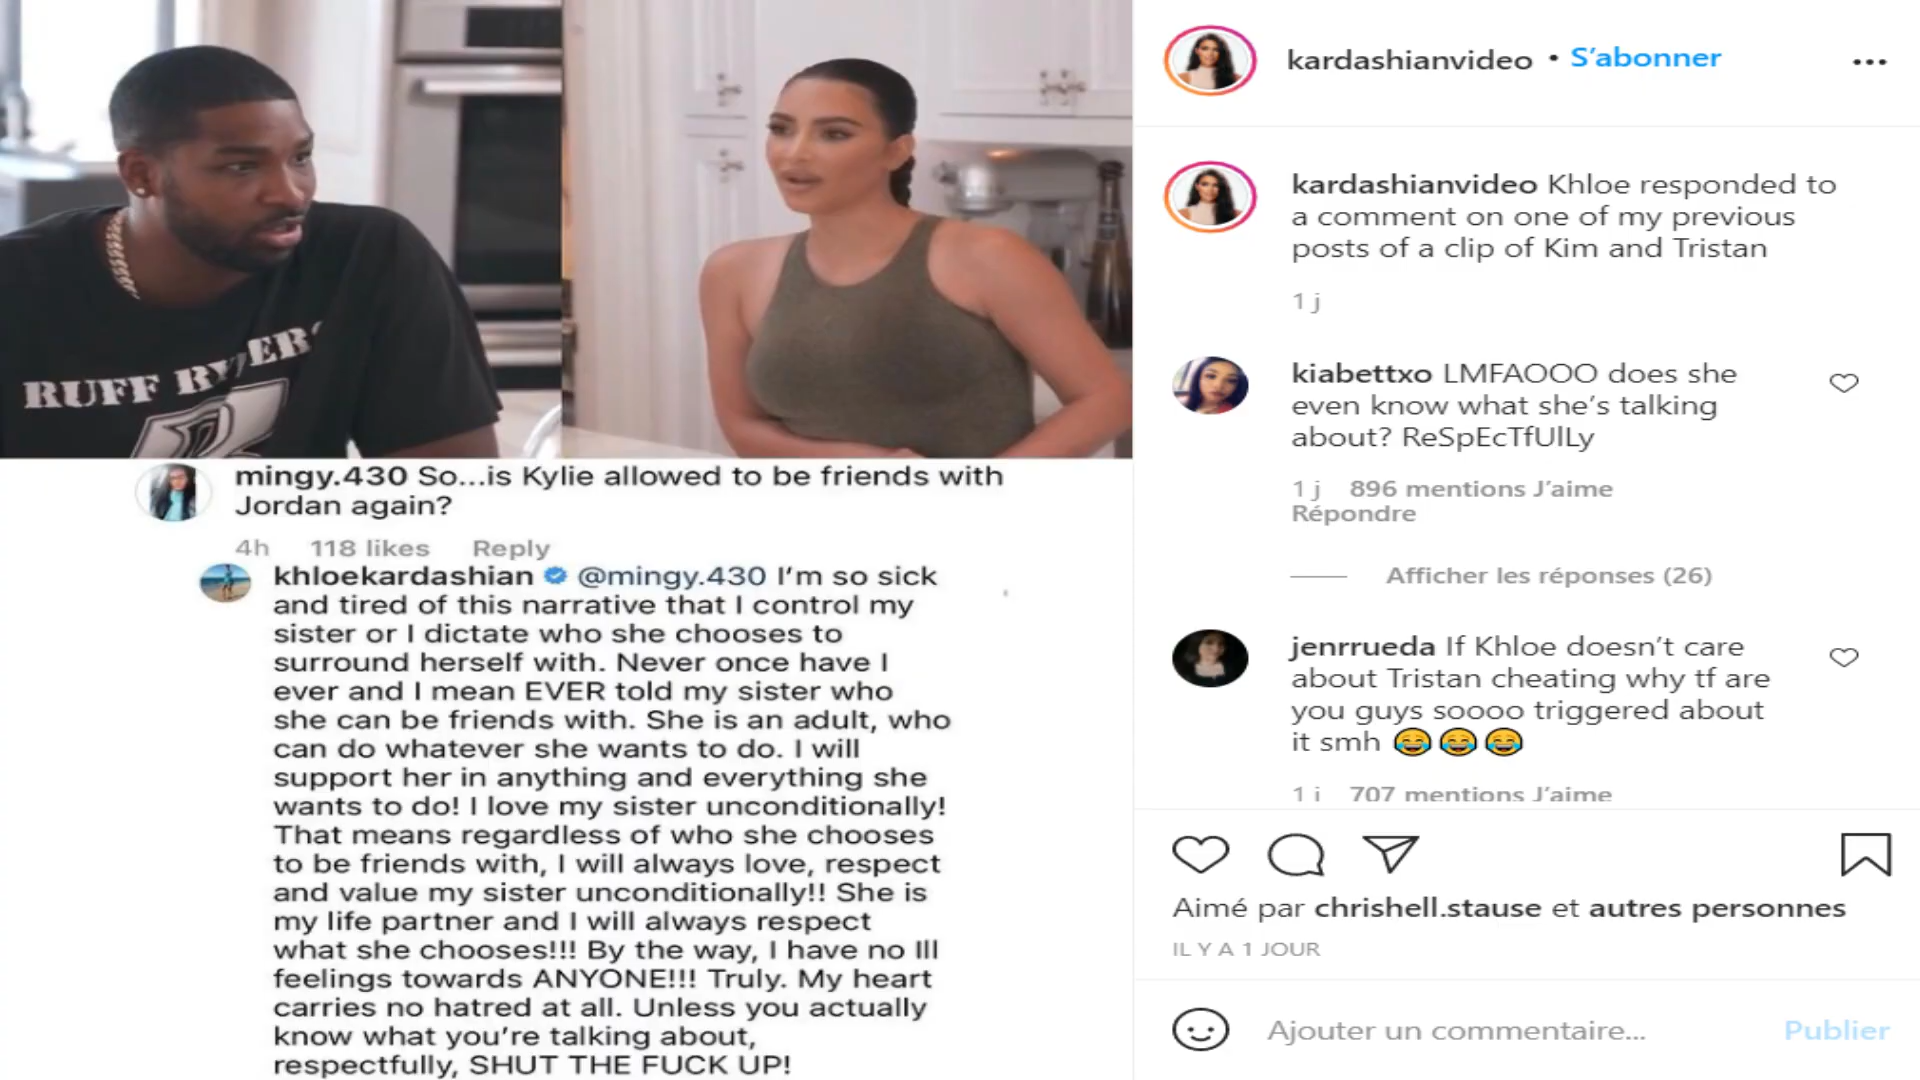 RUFF RYDERS
mingy.430 So...is Kylie allowed to be friends with
Jordan again?
4h 118 likes Reply
khloekardashian @mingy.430 I'm so sick
and tired of this narrative that I control my
sister or I dictate who she chooses to
surround herself with. Never once have I
ever and I mean EVER told my sister who
she can be friends with. She is an adult, who
can do whatever she wants to do. I will
support her in anything and everything she
wants to do! I love my sister unconditionally!
That means regardless of who she chooses
to be friends with, I will always love, respect
and value my sister unconditionally!! She is
my life partner and I will always respect
what she chooses!!! By the way, I have no Ill
feelings towards ANYONE!!! Truly. My heart
carries no hatred at all. Unless you actually
know what you're talking about,
respectfully, SHUT THE FUCK UP!
kardashianvideo • S'abonner
kardashianvideo Khloe responded to
a comment on one of my previous
posts of a clip of Kim and Tristan
1 j
kiabettxo LMFAOOO does she
even know what she's talking
about? ReSpEcTfUlLy
1 j 896 mentions J'aime
Répondre
Afficher les réponses (26)
jenrrueda If Khloe doesn't care
about Tristan cheating why tf are
you guys soooo triggered about
it smh 😂😂😂
1 j 707 mentions J'aime
Aimé par chrishell.stause et autres personnes
IL Y A 1 JOUR
Ajouter un commentaire... Publier